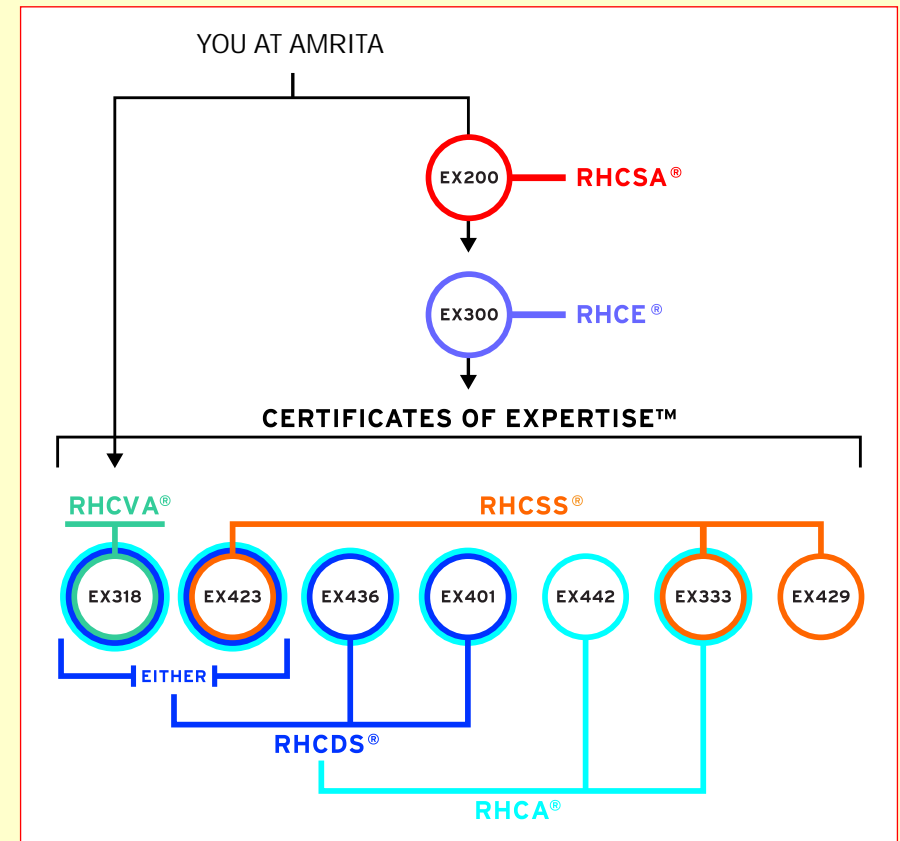 YOU AT AMRITA
EX200
RHCSA®
EX300
RHCE®
CERTIFICATES OF EXPERTISE™
RHCVA®
RHCSS®
EX318
EX423
EX436
EX401
EX442
EX333
EX429
EITHER
RHCDS®
RHCA®